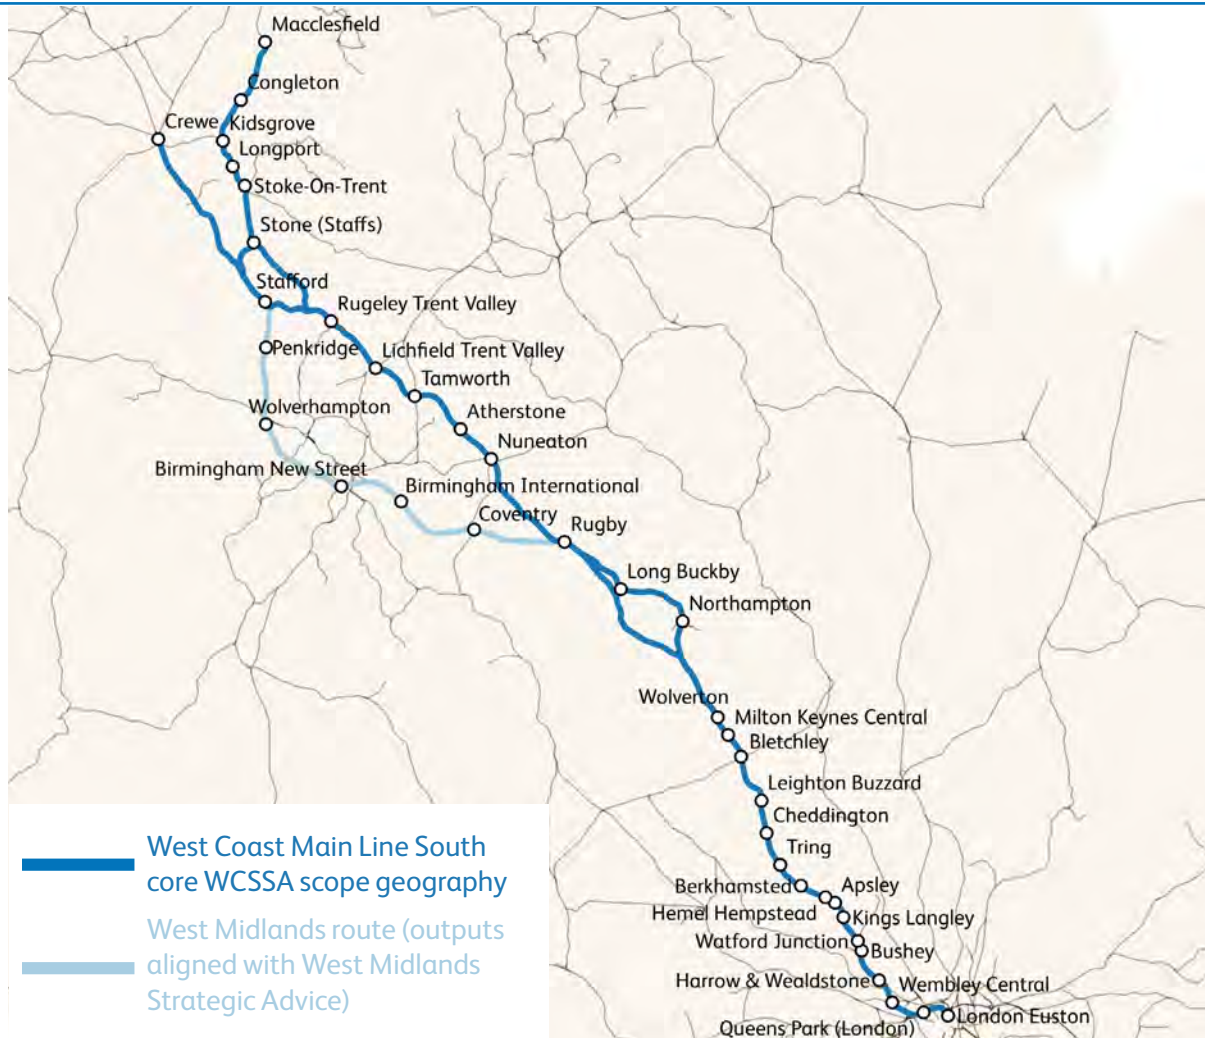 Macclesfield
Congleton
Crewe
Kidsgrove
Longport
Stoke-On-Trent
Stone (Staffs)
Stafford
Rugeley Trent Valley
Penkridge
Lichfield Trent Valley
Tamworth
Wolverhampton
Atherstone
Nuneaton
Birmingham New Street
Birmingham International
Coventry
Rugby
Long Buckby
Northampton
Wolverton
Milton Keynes Central
Bletchley
Leighton Buzzard
Cheddington
Tring
Berkhamsted
Apsley
Hemel Hempstead
Kings Langley
Watford Junction
Bushey
Harrow & Wealdstone
Wembley Central
Queens Park (London)
London Euston
West Coast Main Line South
core WCSSA scope geography
West Midlands route (outputs
aligned with West Midlands
Strategic Advice)